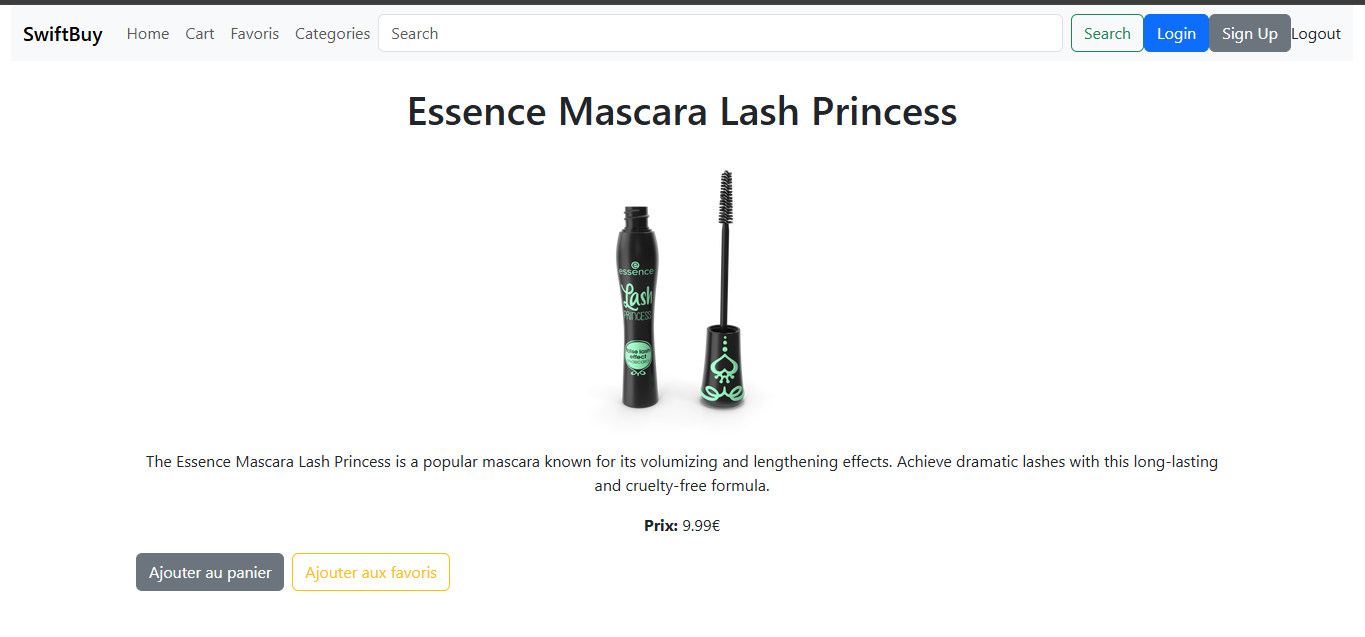 SwiftBuy Home Cart Favoris Categories Search Search Login Sign Up Logout
Essence Mascara Lash Princess
essence
Lash
PRINCESS
false lash
effect
The Essence Mascara Lash Princess is a popular mascara known for its volumizing and lengthening effects. Achieve dramatic lashes with this long-lasting
and cruelty-free formula.
Prix: 9.99€
Ajouter au panier Ajouter aux favoris